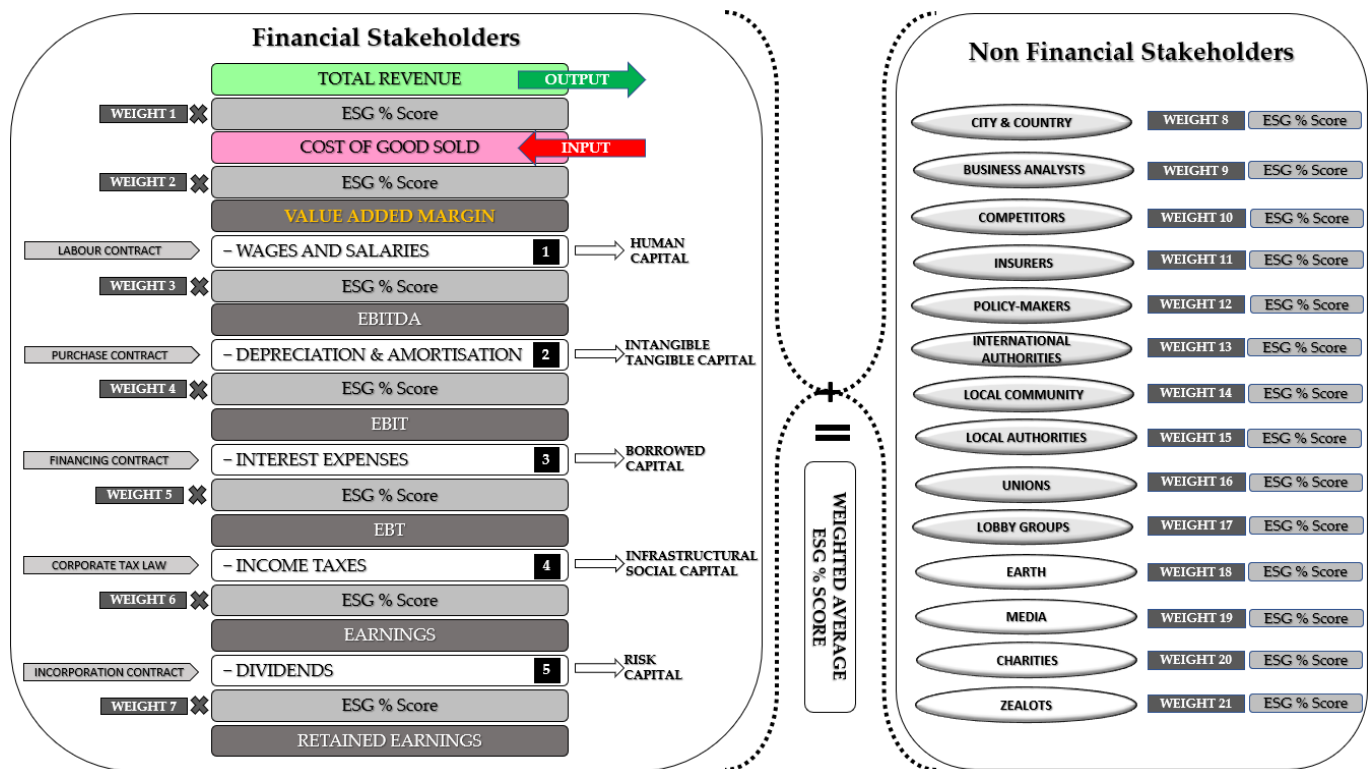 Financial Stakeholders
TOTAL REVENUE
OUTPUT
WEIGHT 1
ESG % Score
COST OF GOOD SOLD
INPUT
WEIGHT 2
ESG % Score
VALUE ADDED MARGIN
LABOUR CONTRACT
– WAGES AND SALARIES
1
HUMAN
CAPITAL
WEIGHT 3
ESG % Score
EBITDA
PURCHASE CONTRACT
– DEPRECIATION & AMORTISATION
2
INTANGIBLE
TANGIBLE CAPITAL
WEIGHT 4
ESG % Score
EBIT
FINANCING CONTRACT
– INTEREST EXPENSES
3
BORROWED
CAPITAL
WEIGHT 5
ESG % Score
EBT
CORPORATE TAX LAW
– INCOME TAXES
4
INFRASTRUCTURAL
SOCIAL CAPITAL
WEIGHT 6
ESG % Score
EARNINGS
INCORPORATION CONTRACT
– DIVIDENDS
5
RISK
CAPITAL
WEIGHT 7
ESG % Score
RETAINED EARNINGS
+
=
WEIGHTED AVERAGE
ESG % SCORE
Non Financial Stakeholders
CITY & COUNTRY
WEIGHT 8
ESG % Score
BUSINESS ANALYSTS
WEIGHT 9
ESG % Score
COMPETITORS
WEIGHT 10
ESG % Score
INSURERS
WEIGHT 11
ESG % Score
POLICY-MAKERS
WEIGHT 12
ESG % Score
INTERNATIONAL
AUTHORITIES
WEIGHT 13
ESG % Score
LOCAL COMMUNITY
WEIGHT 14
ESG % Score
LOCAL AUTHORITIES
WEIGHT 15
ESG % Score
UNIONS
WEIGHT 16
ESG % Score
LOBBY GROUPS
WEIGHT 17
ESG % Score
EARTH
WEIGHT 18
ESG % Score
MEDIA
WEIGHT 19
ESG % Score
CHARITIES
WEIGHT 20
ESG % Score
ZEALOTS
WEIGHT 21
ESG % Score